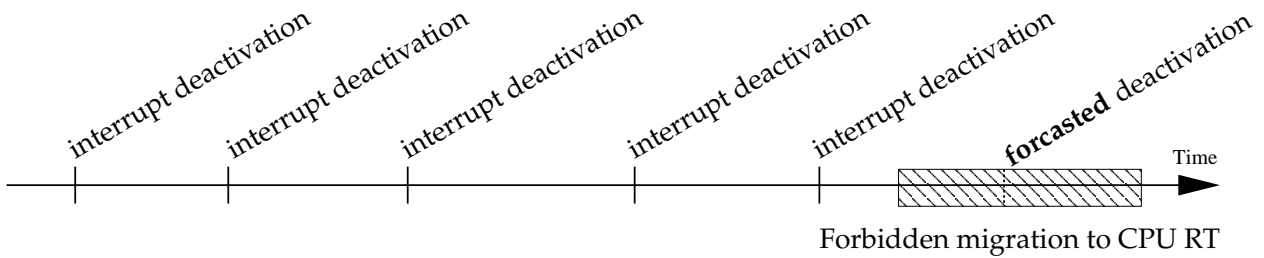 interrupt deactivation
interrupt deactivation
interrupt deactivation
interrupt deactivation
interrupt deactivation
forcasted deactivation
Time
Forbidden migration to CPU RT